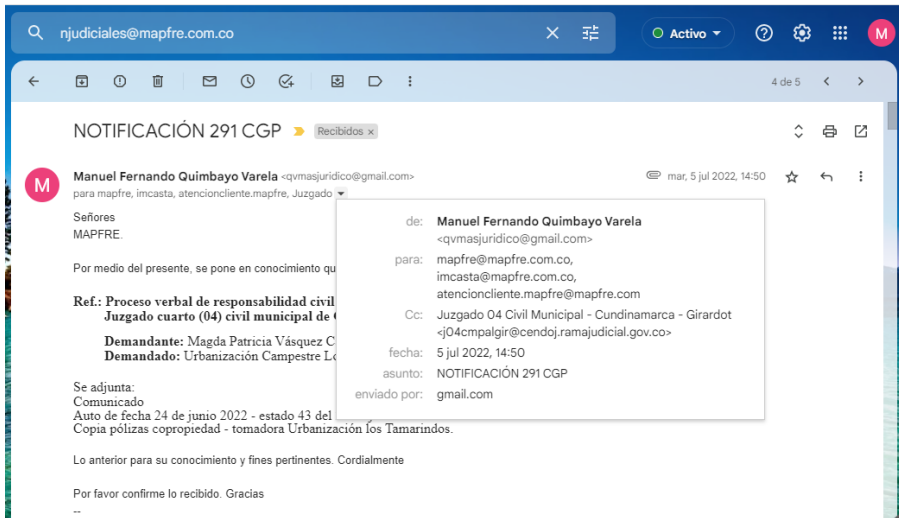 njudiciales@mapfre.com.co
Activo
M
4 de 5
NOTIFICACIÓN 291 CGP
Recibidos ×
M
Manuel Fernando Quimbayo Varela <qvmasjuridico@gmail.com>
mar, 5 jul 2022, 14:50
para mapfre, imcasta, atencioncliente.mapfre, Juzgado
Señores
MAPFRE.
Por medio del presente, se pone en conocimiento qu
Ref.: Proceso verbal de responsabilidad civil
Juzgado cuarto (04) civil municipal de
Demandante: Magda Patricia Vásquez C
Demandado: Urbanización Campestre Lo
de: Manuel Fernando Quimbayo Varela
<qvmasjuridico@gmail.com>
para: mapfre@mapfre.com.co,
imcasta@mapfre.com.co,
atencioncliente.mapfre@mapfre.com
Cc: Juzgado 04 Civil Municipal - Cundinamarca - Girardot
<j04cmpalgir@cendoj.ramajudicial.gov.co>
fecha: 5 jul 2022, 14:50
asunto: NOTIFICACIÓN 291 CGP
enviado por: gmail.com
Se adjunta:
Comunicado
Auto de fecha 24 de junio 2022 - estado 43 del
Copia pólizas copropiedad - tomadora Urbanización los Tamarindos.
Lo anterior para su conocimiento y fines pertinentes. Cordialmente
Por favor confirme lo recibido. Gracias
--